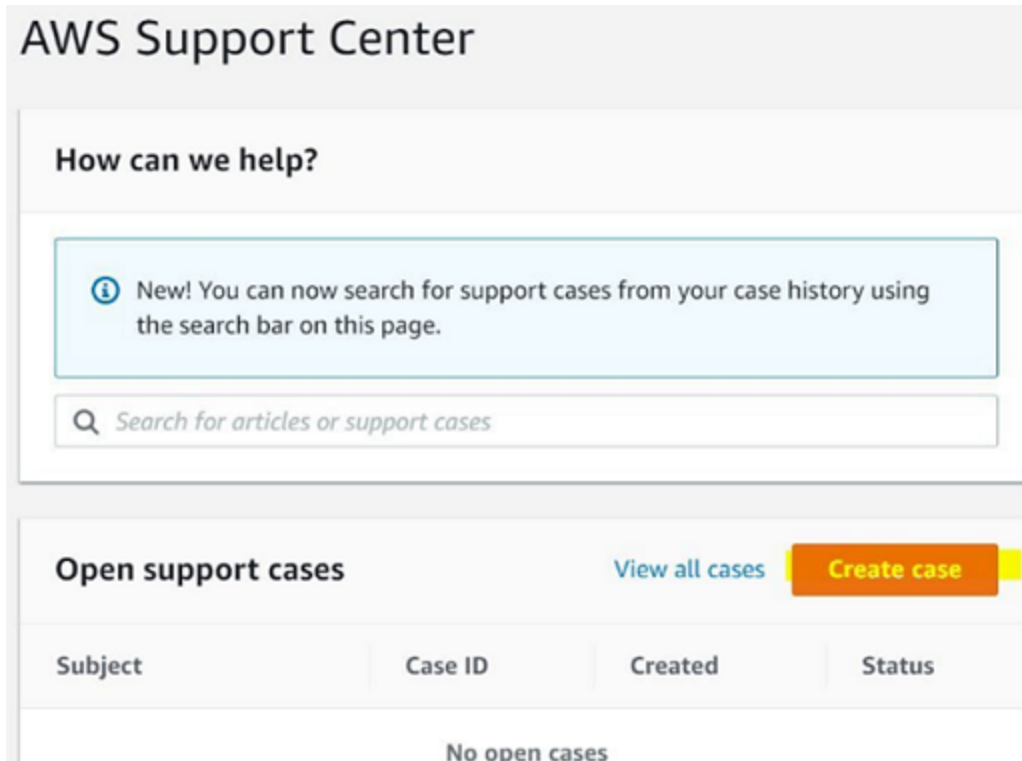 AWS Support Center
How can we help?
New! You can now search for support cases from your case history using
the search bar on this page.
Search for articles or support cases
Open support cases View all cases Create case
Subject Case ID Created Status
No open cases